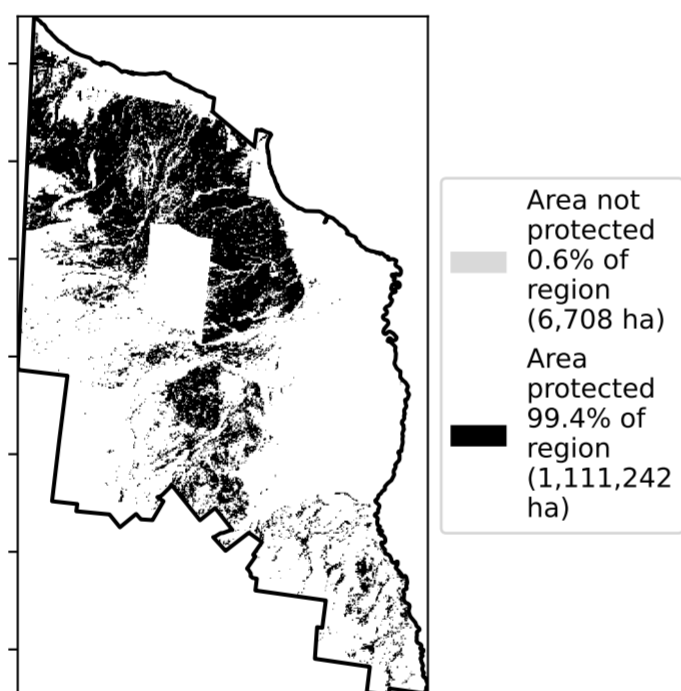 Area not
protected
0.6% of
region
(6,708 ha)
Area
protected
99.4% of
region
(1,111,242
ha)